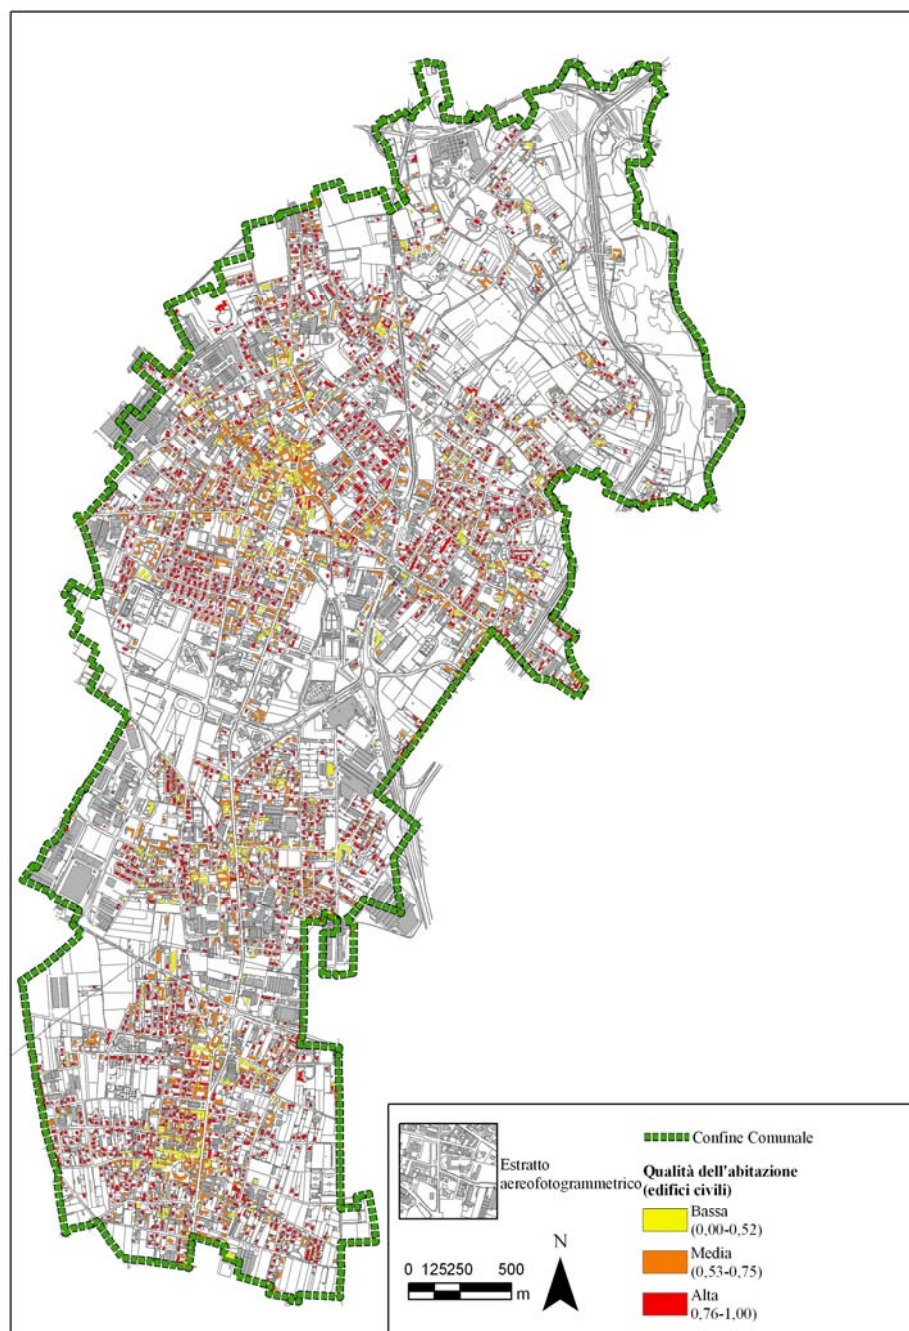 Estratto
aereofotogrammetrico
Confine Comunale
Qualità dell'abitazione
(edifici civili)
Bassa
(0,00-0,52)
Media
(0,53-0,75)
Alta
0,76-1,00)
N
0 125250 500
m